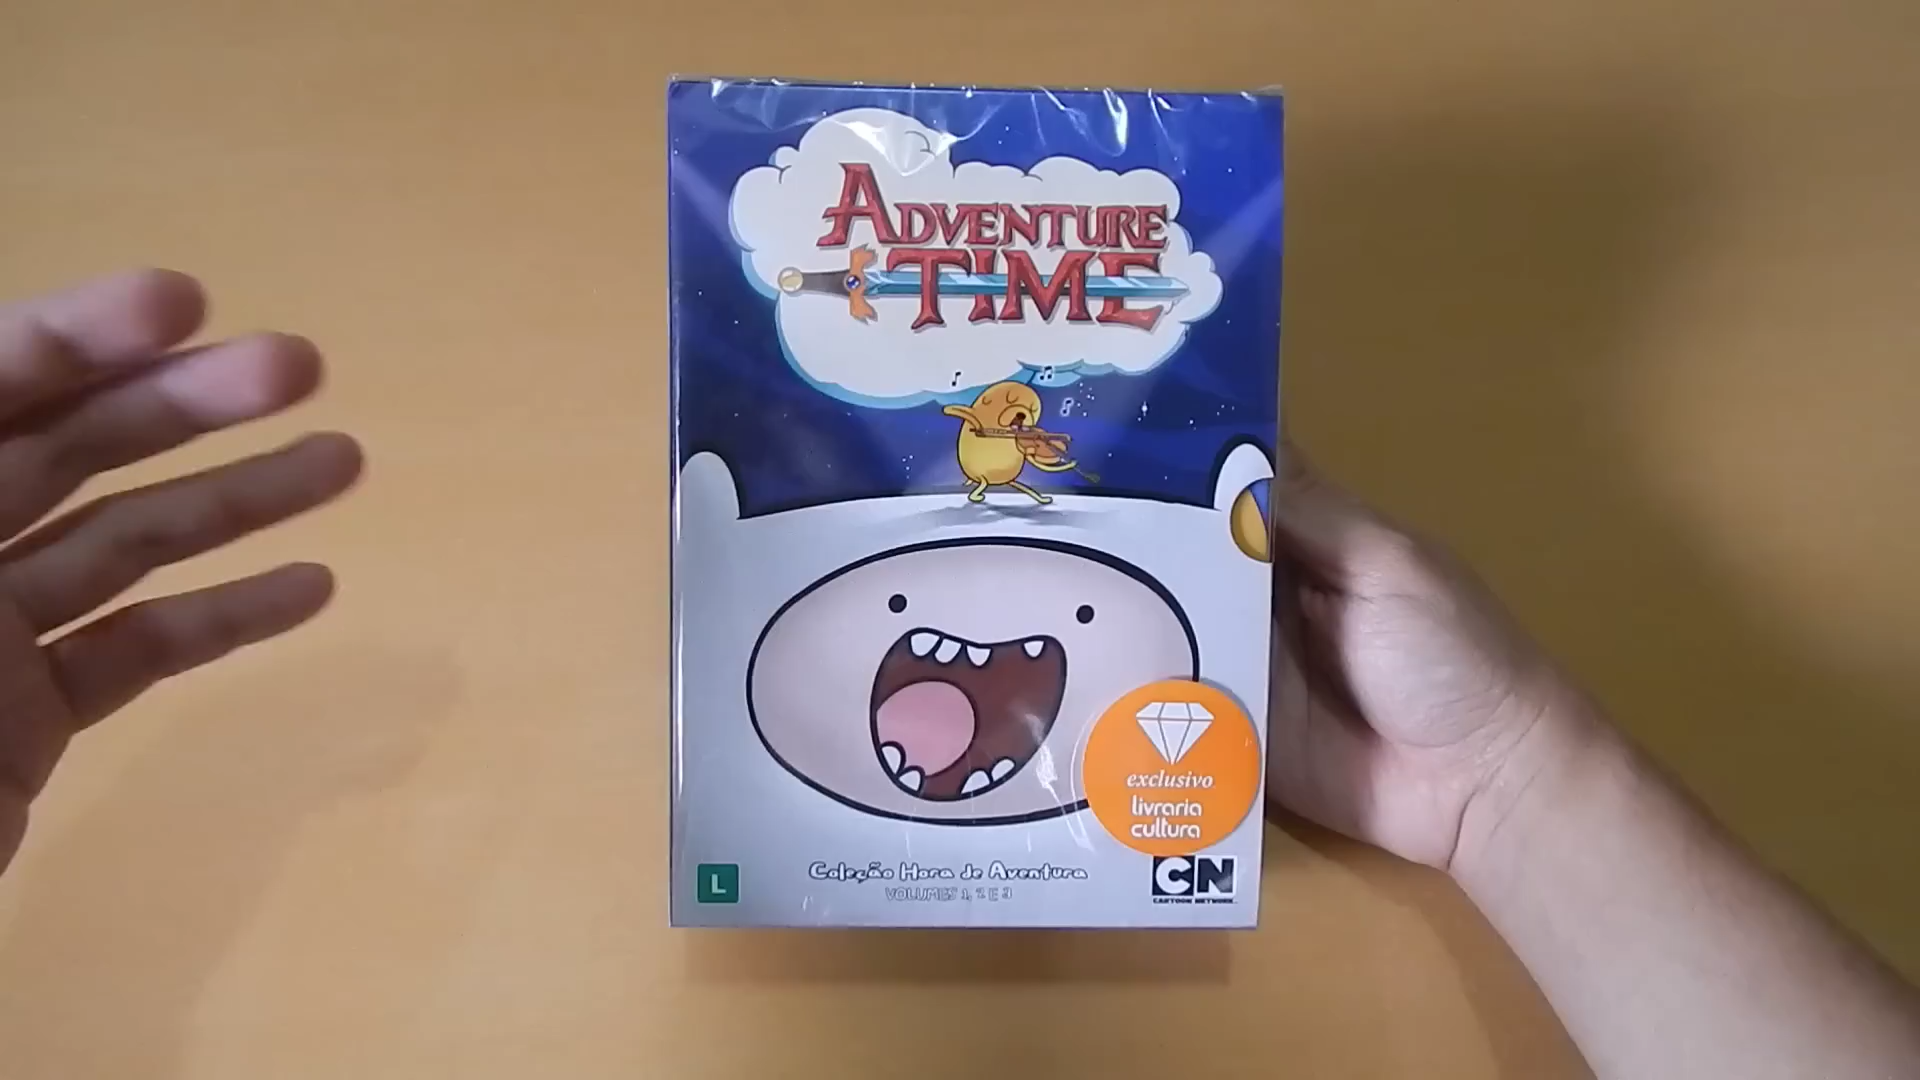 ADVENTURE
TIME
exclusivo
livraria
cultura
Coleção Hora de Aventura
VOLUMES 1, 2 E 3
L
CN
CARTOON NETWORK